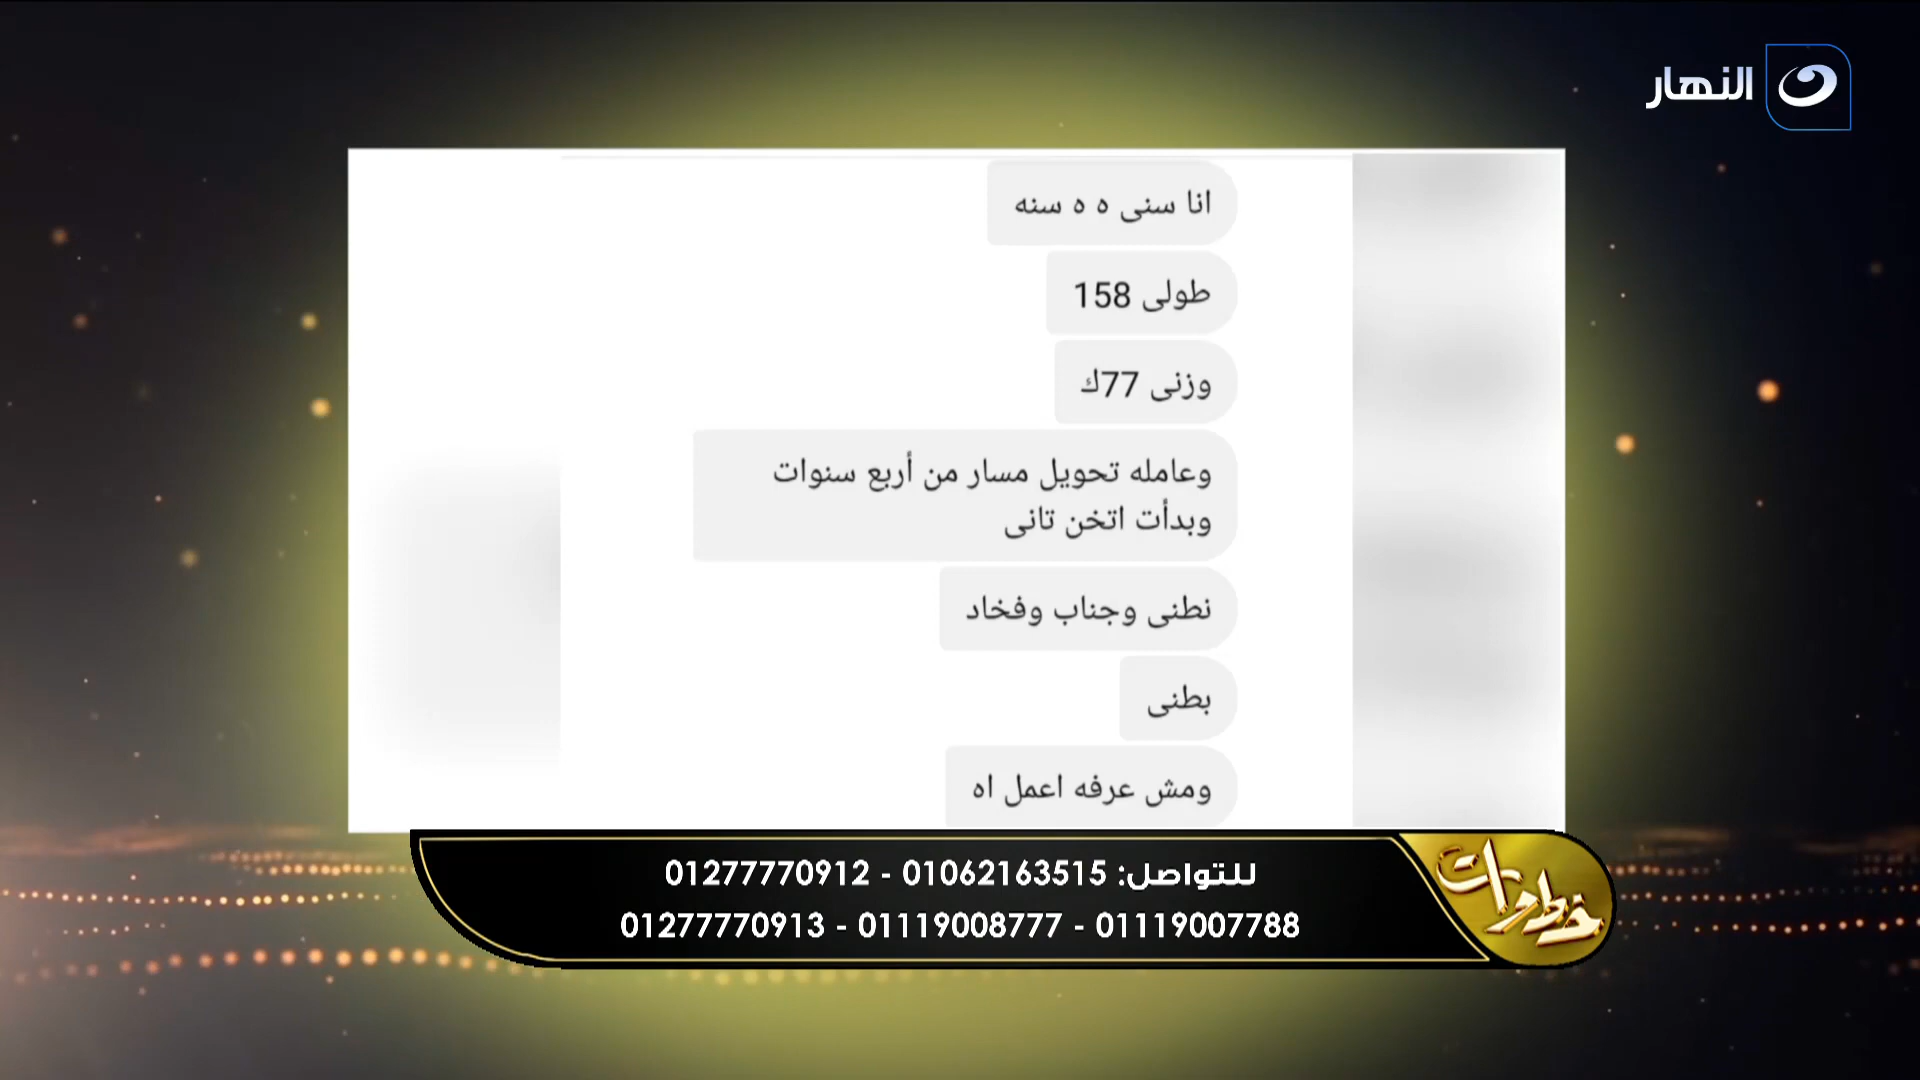 النهار
انا سنى ٥ ٥ سنه
طولى 158
وزنى 77ك
وعامله تحويل مسار من أربع سنوات
وبدأت اتخن تانى
نطنى وجناب وفخاد
بطنى
ومش عرفه اعمل اه
للتواصل: 01062163515 - 01277770912
01119007788 - 01119008777 - 01277770913
خطوات